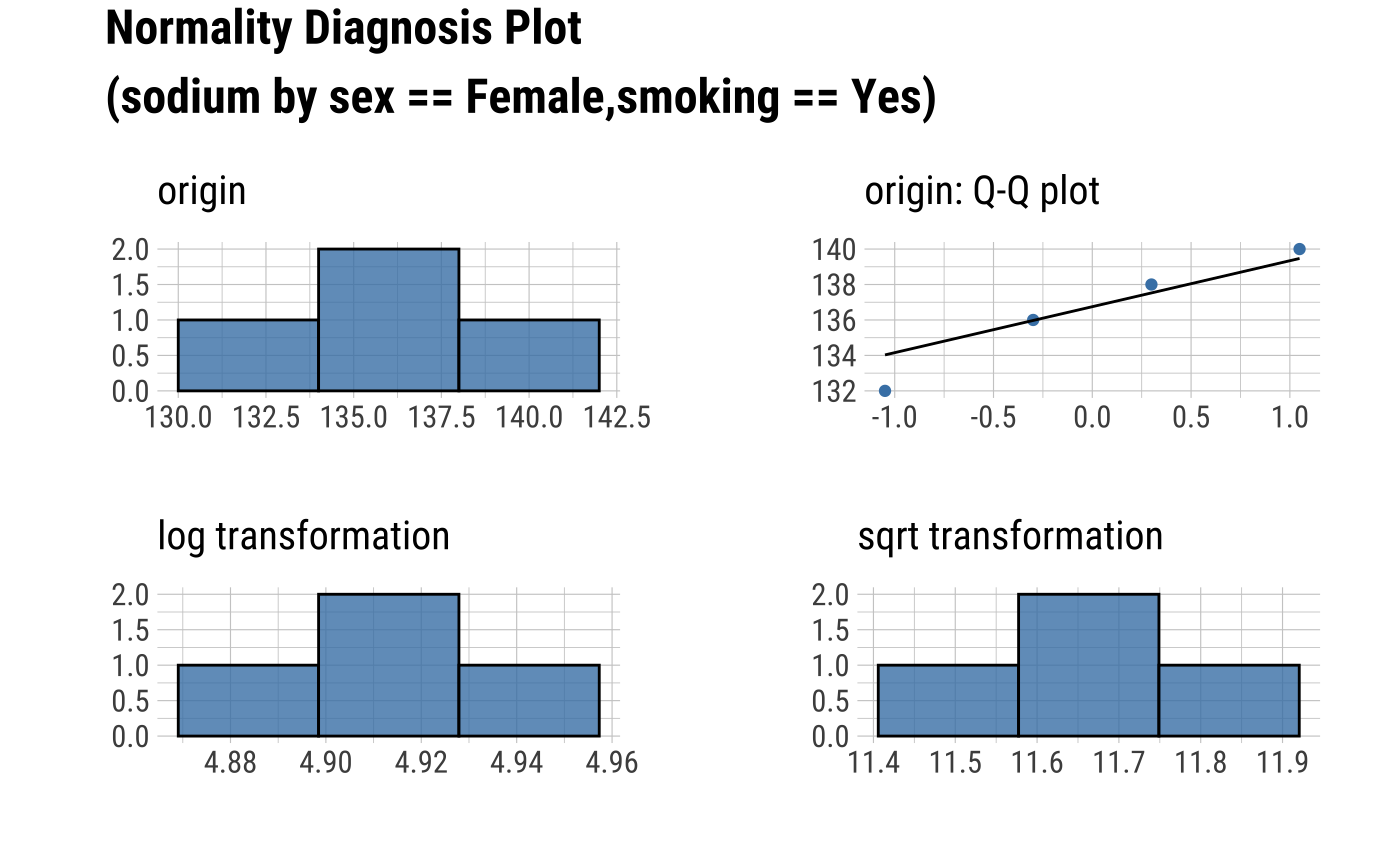 Normality Diagnosis Plot
(sodium by sex == Female,smoking == Yes)
origin
2.0
1.5
1.0
0.5
0.0
130.0 132.5 135.0 137.5 140.0 142.5
origin: Q-Q plot
140
138
136
134
132
-1.0 -0.5 0.0 0.5 1.0
log transformation
2.0
1.5
1.0
0.5
0.0
4.88 4.90 4.92 4.94 4.96
sqrt transformation
2.0
1.5
1.0
0.5
0.0
11.4 11.5 11.6 11.7 11.8 11.9